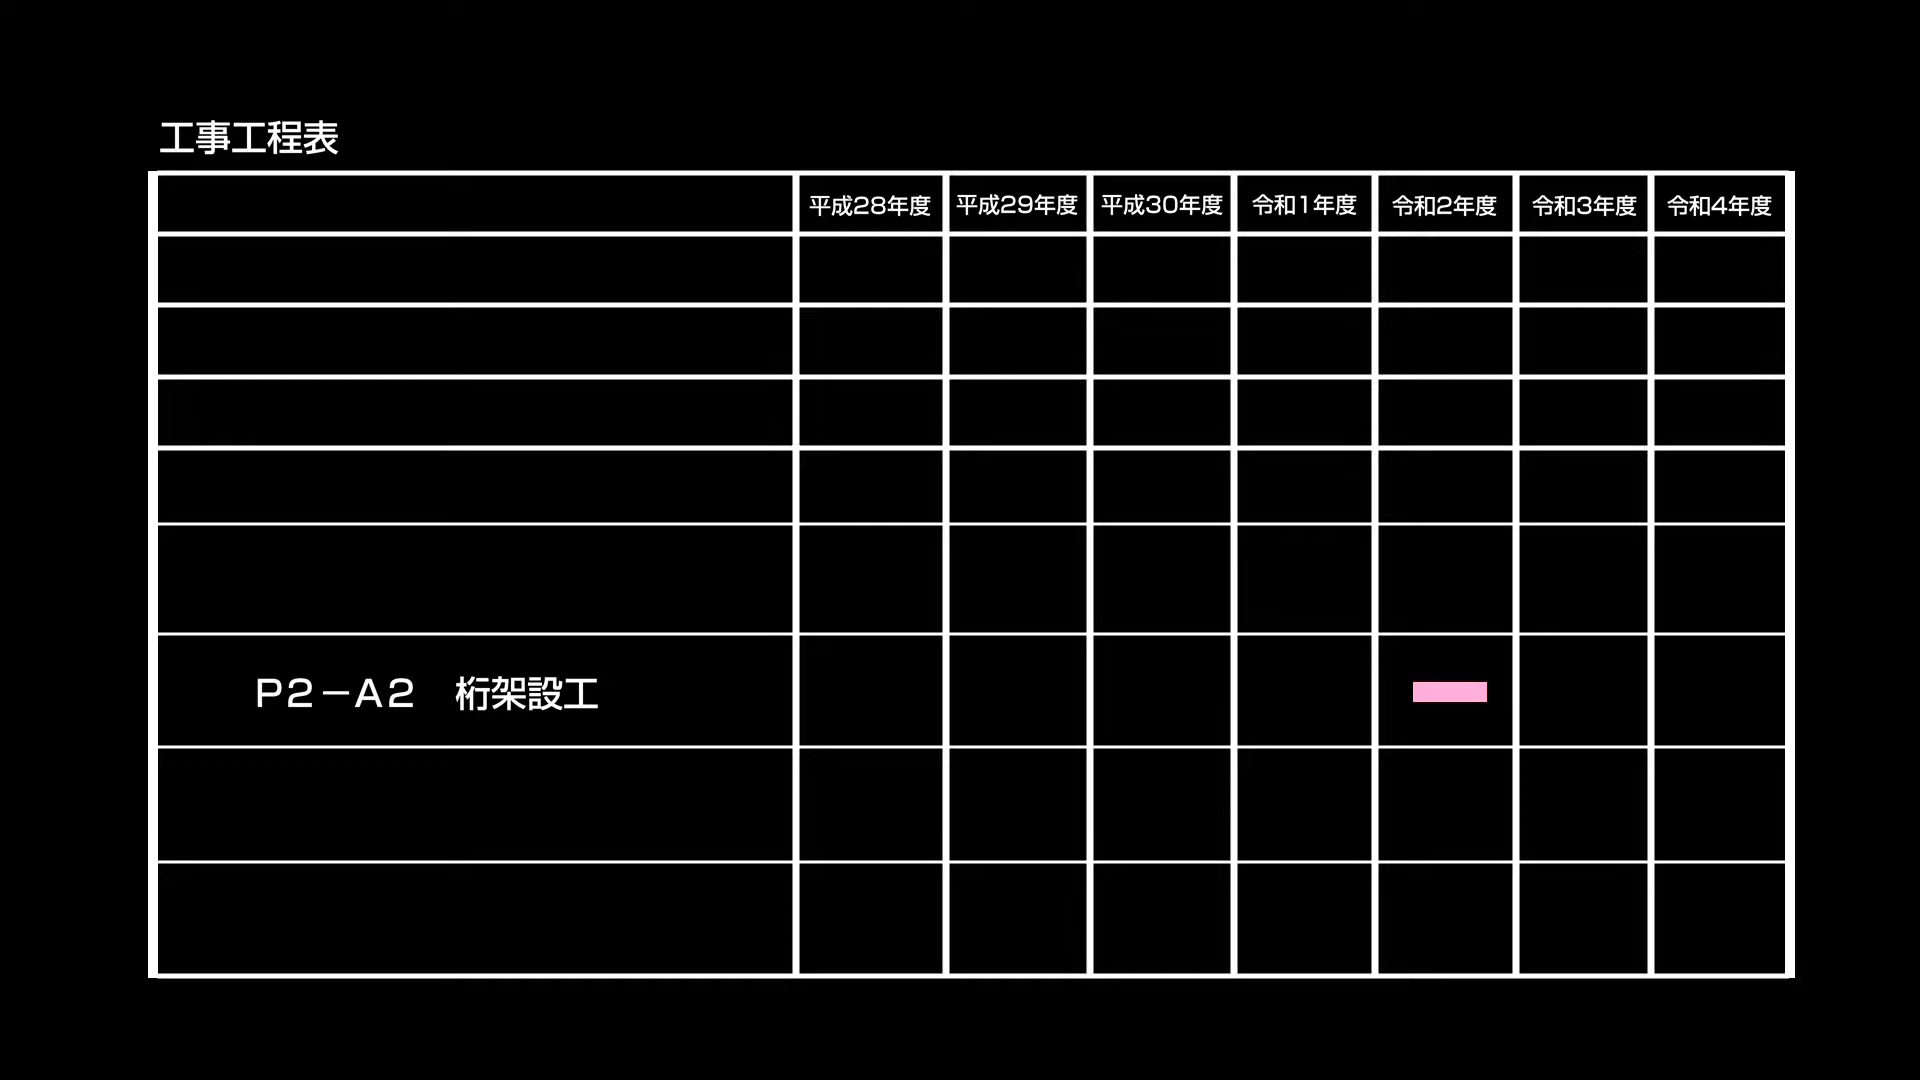 工事工程表
平成28年度 平成29年度 平成30年度 令和1年度 令和2年度 令和3年度 令和4年度
P2-A2　桁架設工